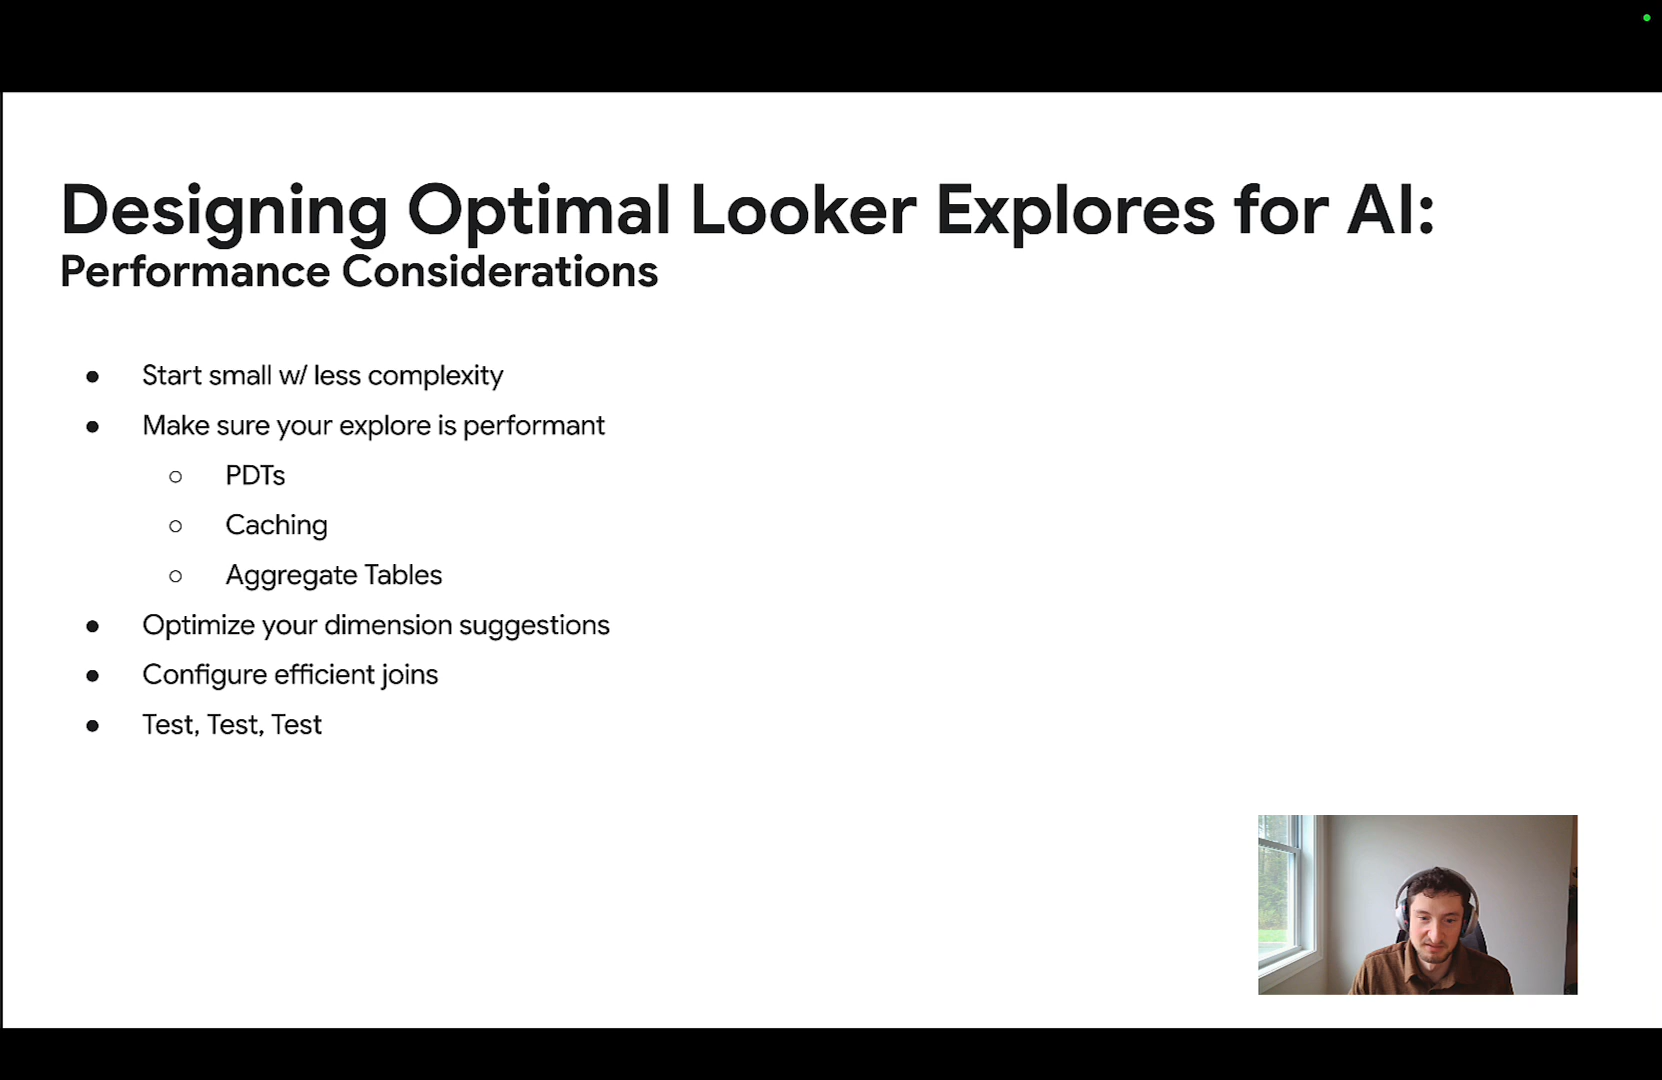 Designing Optimal Looker Explores for AI:
Performance Considerations
● Start small w/ less complexity
● Make sure your explore is performant
○ PDTs
○ Caching
○ Aggregate Tables
● Optimize your dimension suggestions
● Configure efficient joins
● Test, Test, Test